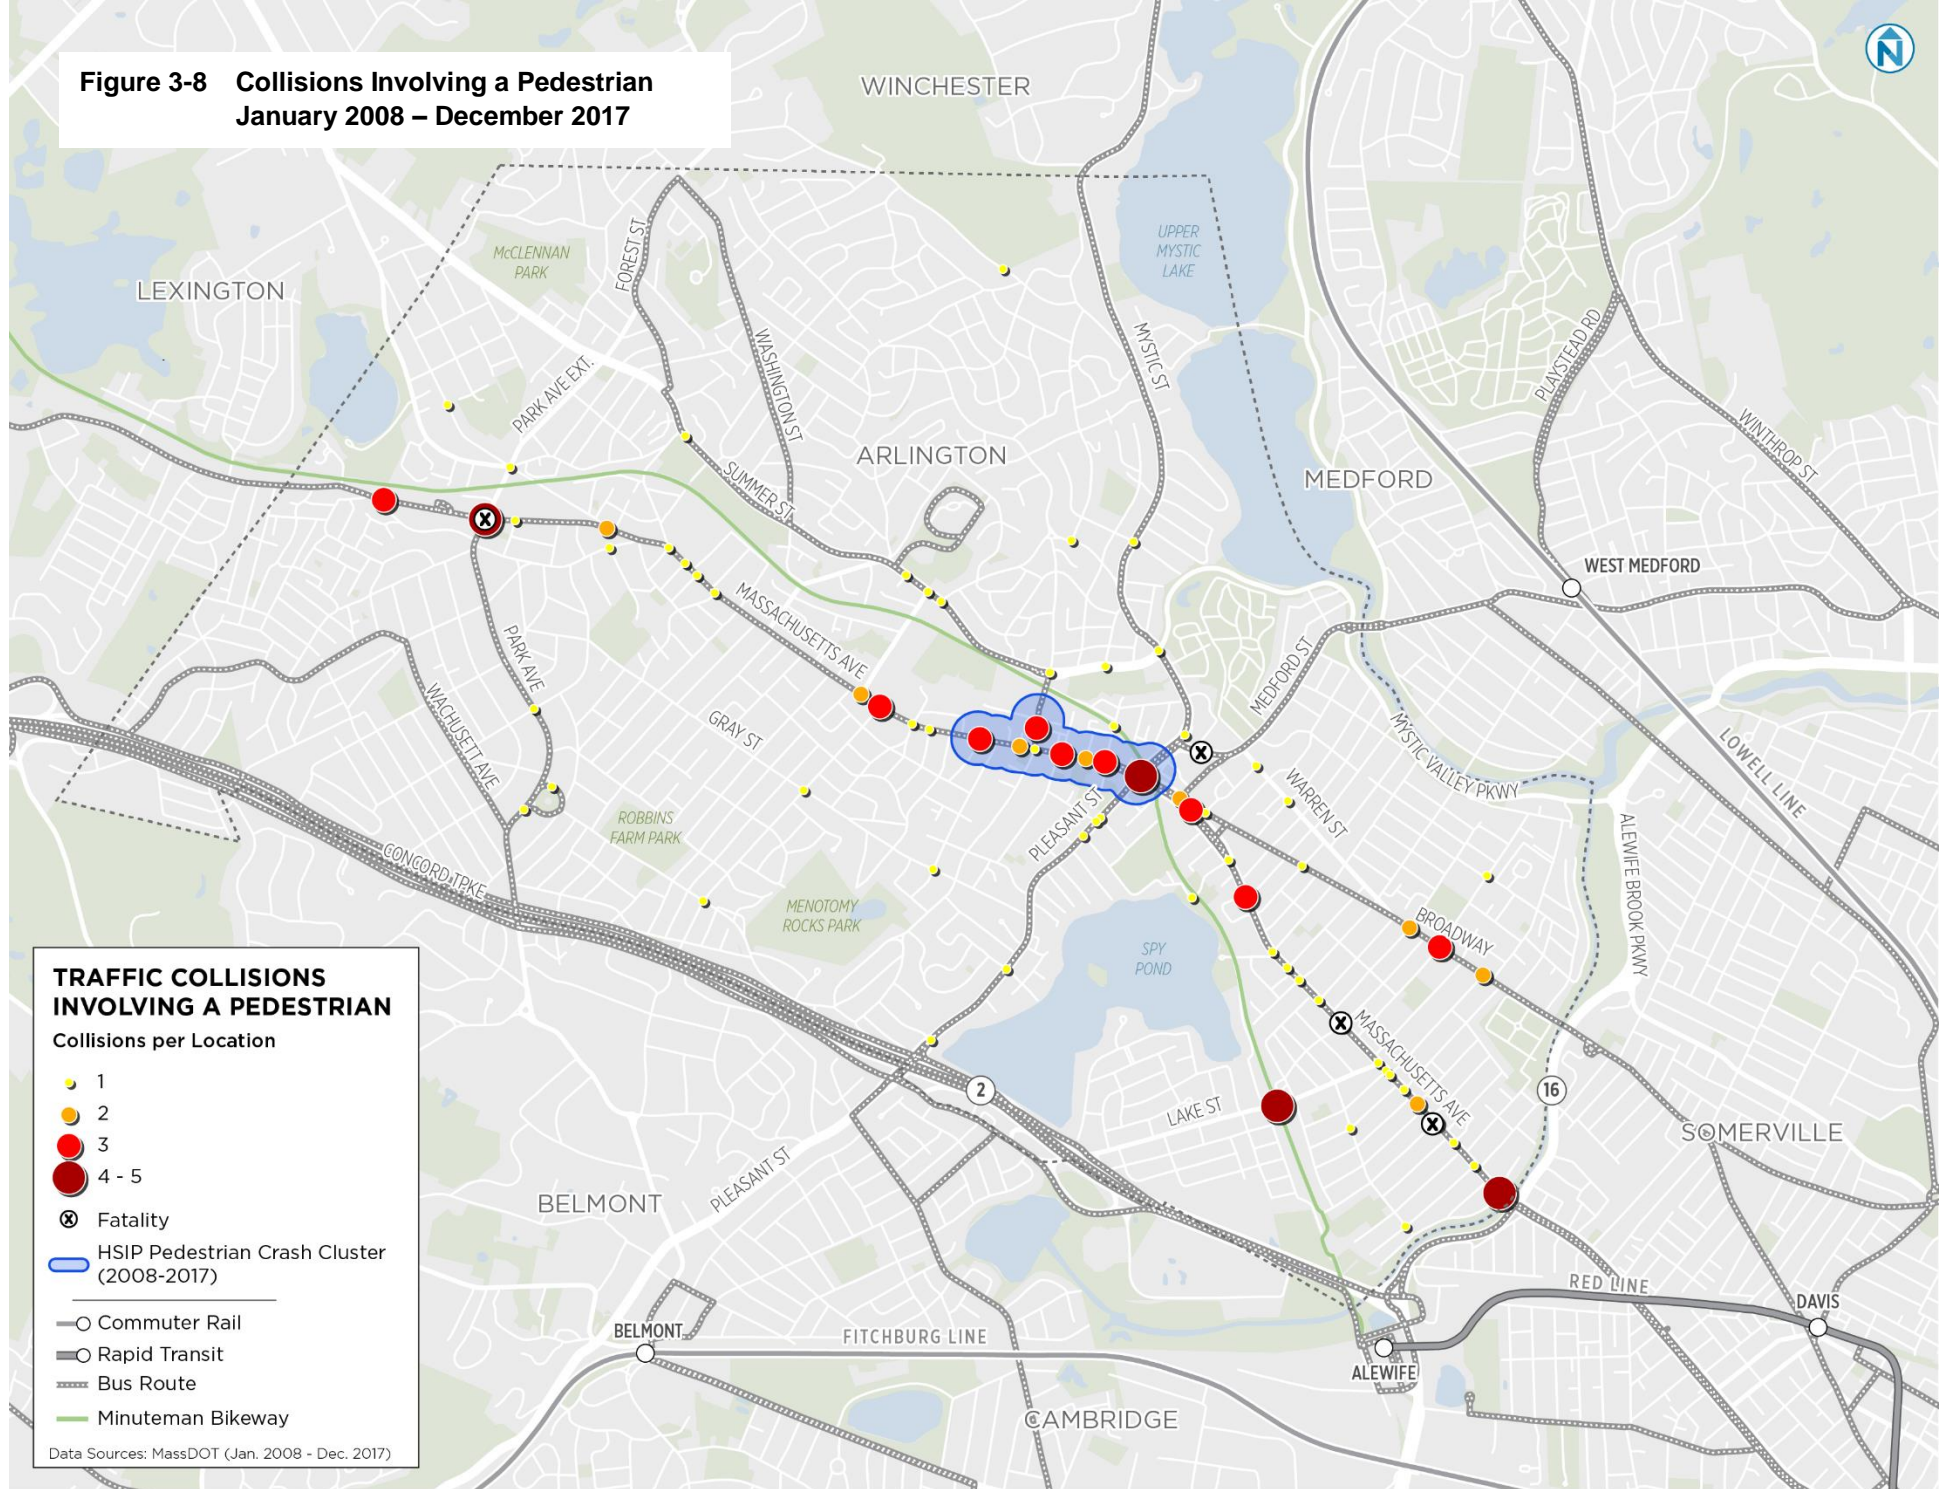 Figure 3-8 Collisions Involving a Pedestrian
January 2008 – December 2017
N
WINCHESTER
UPPER
MYSTIC
LAKE
McCLENNAN
PARK
FOREST ST
LEXINGTON
WASHINGTON ST
MYSTIC ST
PLAYSTEAD RD
PARK AVE EXT.
WINTHROP ST
ARLINGTON
MEDFORD
SUMMER ST
WEST MEDFORD
MASSACHUSETTS AVE
PARK AVE
MEDFORD ST
WACHUSETT AVE
GRAY ST
MYSTIC VALLEY PKWY
LOWELL LINE
WARREN ST
PLEASANT ST
ROBBINS
FARM PARK
CONCORD TPKE
ALEWIFE BROOK PKWY
MENOTOMY
ROCKS PARK
BROADWAY
SPY
POND
MASSACHUSETTS AVE
2
16
LAKE ST
SOMERVILLE
PLEASANT ST
BELMONT
RED LINE
DAVIS
BELMONT
FITCHBURG LINE
ALEWIFE
CAMBRIDGE
TRAFFIC COLLISIONS
INVOLVING A PEDESTRIAN
Collisions per Location
1
2
3
4 - 5
Fatality
HSIP Pedestrian Crash Cluster
(2008-2017)
Commuter Rail
Rapid Transit
Bus Route
Minuteman Bikeway
Data Sources: MassDOT (Jan. 2008 - Dec. 2017)